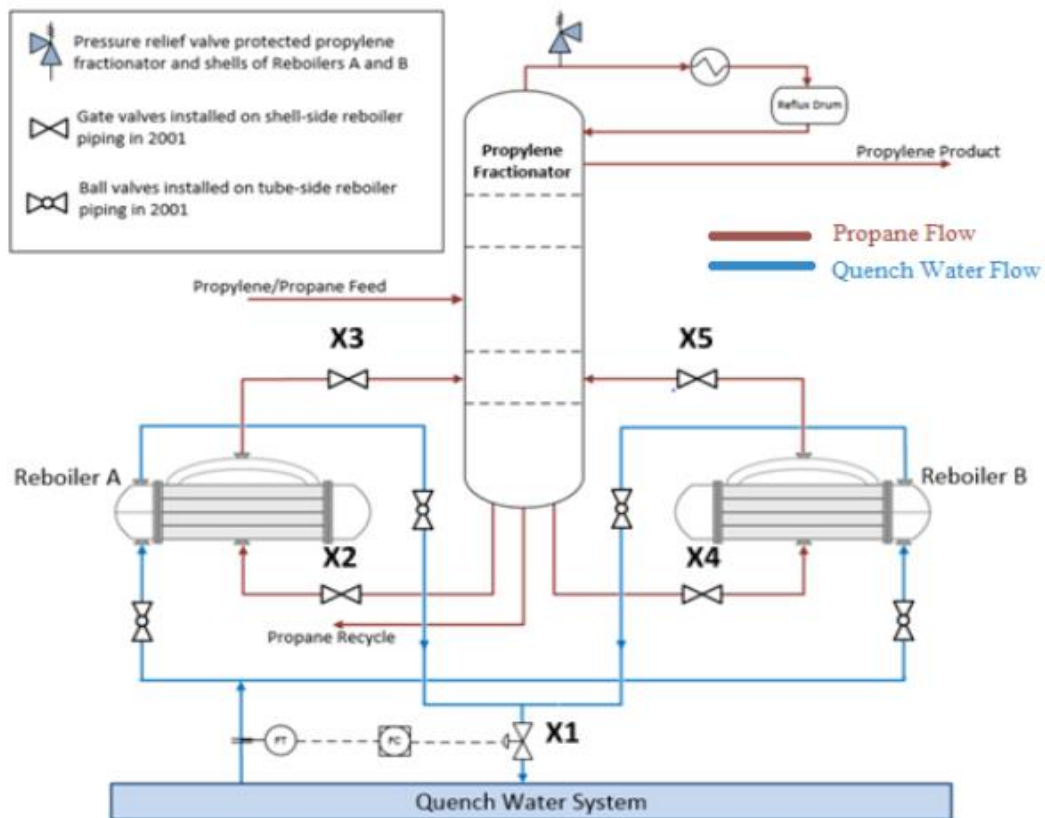 Pressure relief valve protected propylene
fractionator and shells of Reboilers A and B
Gate valves installed on shell-side reboiler
piping in 2001
Ball valves installed on tube-side reboiler
piping in 2001
Reflux Drum
Propylene
Fractionator
Propylene Product
Propane Flow
Quench Water Flow
Propylene/Propane Feed
X3
X5
Reboiler A
Reboiler B
X2
X4
Propane Recycle
X1
FT
FC
Quench Water System